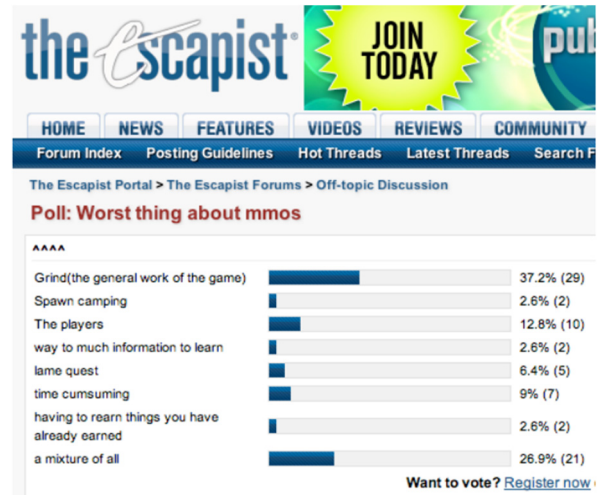 the Escapist
JOIN
TODAY
pub
HOME NEWS FEATURES VIDEOS REVIEWS COMMUNITY
Forum Index Posting Guidelines Hot Threads Latest Threads Search F
The Escapist Portal > The Escapist Forums > Off-topic Discussion
Poll: Worst thing about mmos
^^^^
Grind(the general work of the game) 37.2% (29)
Spawn camping 2.6% (2)
The players 12.8% (10)
way to much information to learn 2.6% (2)
lame quest 6.4% (5)
time cumsuming 9% (7)
having to rearn things you have
already earned 2.6% (2)
a mixture of all 26.9% (21)
Want to vote? Register now